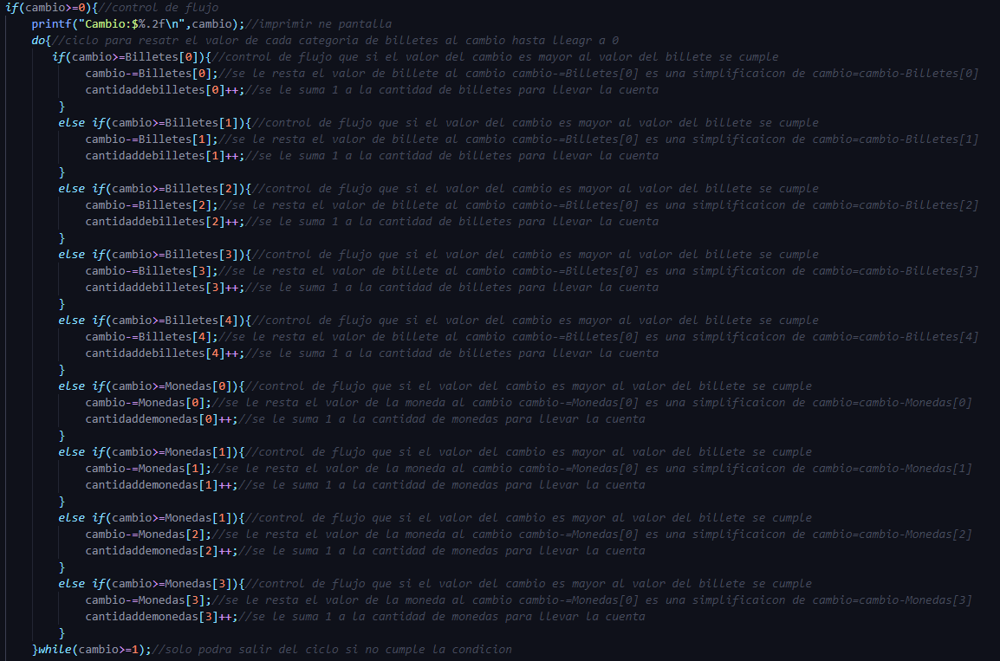 if(cambio>=0){//control de flujo
printf("Cambio:$%.2f\n",cambio);//imprimir ne pantalla
do{//ciclo para resatr el valor de cada categoria de billetes al cambio hasta lleagr a 0
if(cambio>=Billetes[0]){//control de flujo que si el valor del cambio es mayor al valor del billete se cumple
cambio-=Billetes[0];//se le resta el valor de billete al cambio cambio-=Billetes[0] es una simplificaicon de cambio=cambio-Billetes[0]
cantidaddebilletes[0]++;//se le suma 1 a la cantidad de billetes para llevar la cuenta
}
else if(cambio>=Billetes[1]){//control de flujo que si el valor del cambio es mayor al valor del billete se cumple
cambio-=Billetes[1];//se le resta el valor de billete al cambio cambio-=Billetes[0] es una simplificaicon de cambio=cambio-Billetes[1]
cantidaddebilletes[1]++;//se le suma 1 a la cantidad de billetes para llevar la cuenta
}
else if(cambio>=Billetes[2]){//control de flujo que si el valor del cambio es mayor al valor del billete se cumple
cambio-=Billetes[2];//se le resta el valor de billete al cambio cambio-=Billetes[0] es una simplificaicon de cambio=cambio-Billetes[2]
cantidaddebilletes[2]++;//se le suma 1 a la cantidad de billetes para llevar la cuenta
}
else if(cambio>=Billetes[3]){//control de flujo que si el valor del cambio es mayor al valor del billete se cumple
cambio-=Billetes[3];//se le resta el valor de billete al cambio cambio-=Billetes[0] es una simplificaicon de cambio=cambio-Billetes[3]
cantidaddebilletes[3]++;//se le suma 1 a la cantidad de billetes para llevar la cuenta
}
else if(cambio>=Billetes[4]){//control de flujo que si el valor del cambio es mayor al valor del billete se cumple
cambio-=Billetes[4];//se le resta el valor de billete al cambio cambio-=Billetes[0] es una simplificaicon de cambio=cambio-Billetes[4]
cantidaddebilletes[4]++;//se le suma 1 a la cantidad de billetes para llevar la cuenta
}
else if(cambio>=Monedas[0]){//control de flujo que si el valor del cambio es mayor al valor del billete se cumple
cambio-=Monedas[0];//se le resta el valor de la moneda al cambio cambio-=Monedas[0] es una simplificaicon de cambio=cambio-Monedas[0]
cantidaddemonedas[0]++;//se le suma 1 a la cantidad de monedas para llevar la cuenta
}
else if(cambio>=Monedas[1]){//control de flujo que si el valor del cambio es mayor al valor del billete se cumple
cambio-=Monedas[1];//se le resta el valor de la moneda al cambio cambio-=Monedas[0] es una simplificaicon de cambio=cambio-Monedas[1]
cantidaddemonedas[1]++;//se le suma 1 a la cantidad de monedas para llevar la cuenta
}
else if(cambio>=Monedas[1]){//control de flujo que si el valor del cambio es mayor al valor del billete se cumple
cambio-=Monedas[2];//se le resta el valor de la moneda al cambio cambio-=Monedas[0] es una simplificaicon de cambio=cambio-Monedas[2]
cantidaddemonedas[2]++;//se le suma 1 a la cantidad de monedas para llevar la cuenta
}
else if(cambio>=Monedas[3]){//control de flujo que si el valor del cambio es mayor al valor del billete se cumple
cambio-=Monedas[3];//se le resta el valor de la moneda al cambio cambio-=Monedas[0] es una simplificaicon de cambio=cambio-Monedas[3]
cantidaddemonedas[3]++;//se le suma 1 a la cantidad de monedas para llevar la cuenta
}
}while(cambio>=1);//solo podra salir del ciclo si no cumple la condicion